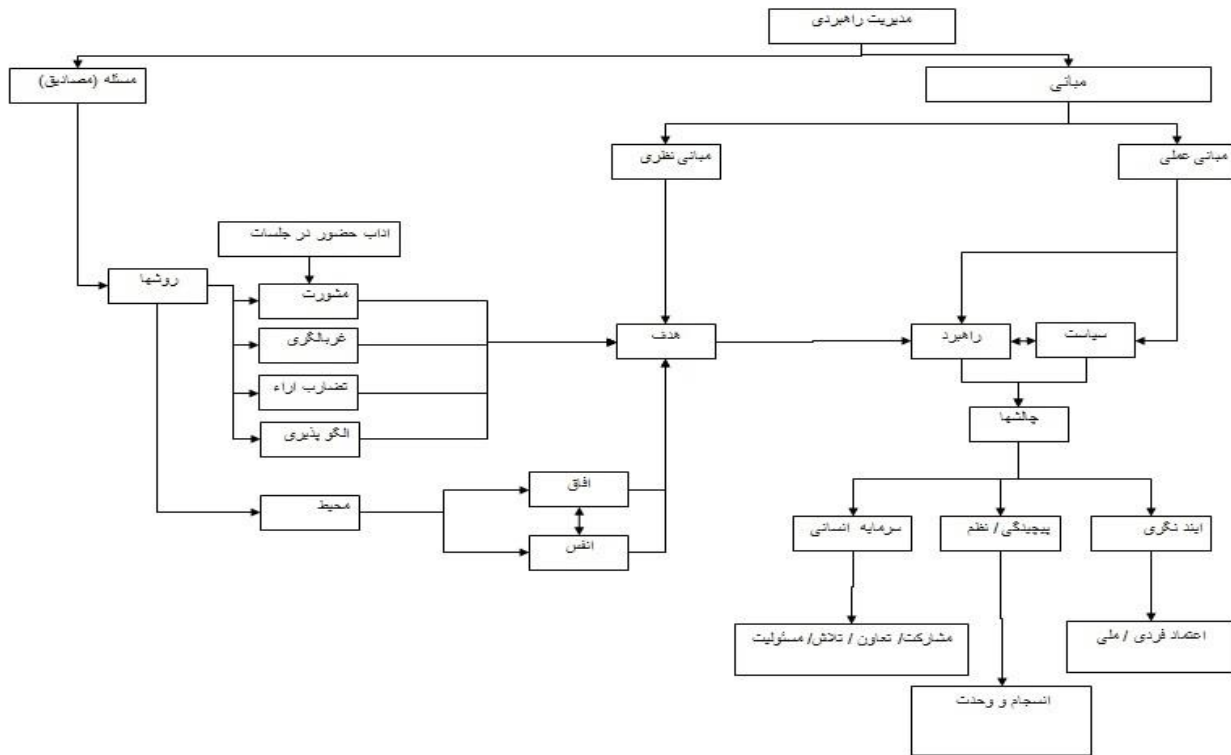 مدیریت راهبردی
مبانی
مسئله (مصادیق)
مبانی عملی
مبانی نظری
اداب حضور در جلسات
روشها
مشورت
غربالگری
تضارب اراء
الگو پذیری
هدف
راهبرد
سیاست
چالشها
محیط
افاق
انفس
ایند نگری
پیچیدگی / نظم
سرمایه انسانی
اعتماد فردی / ملی
مشارکت/ تعاون / تلاش/ مسئولیت
انسجام و وحدت